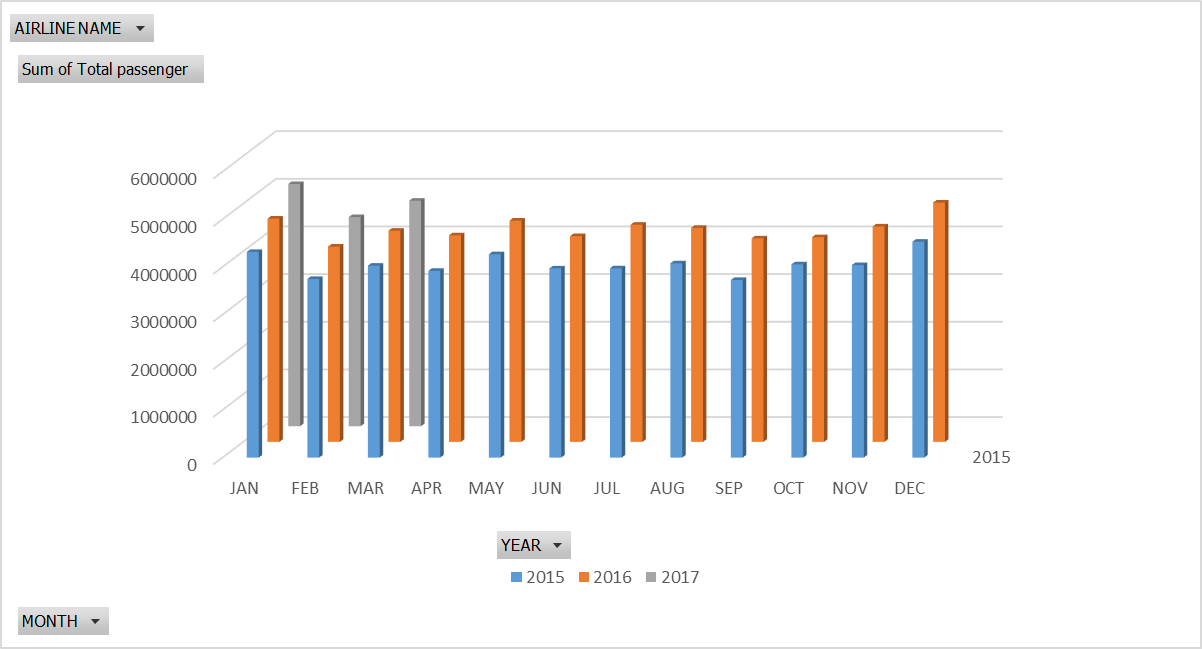 AIRLINE NAME
Sum of Total passenger
6000000
5000000
4000000
3000000
2000000
1000000
0
2015
JAN FEB MAR APR MAY JUN JUL AUG SEP OCT NOV DEC
YEAR
2015 2016 2017
MONTH